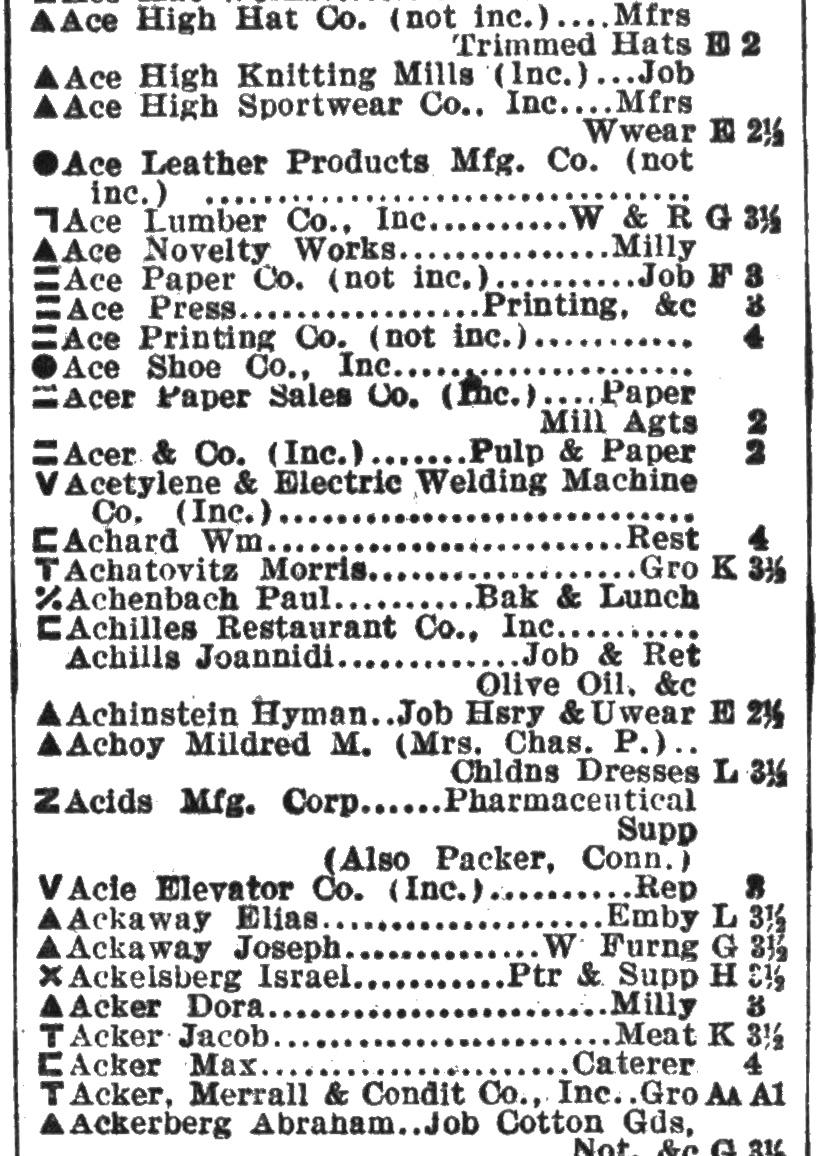 ▲Ace High Hat Co. (not inc.)....Mfrs
Trimmed Hats E 2
▲Ace High Knitting Mills (Inc.)...Job
▲Ace High Sportwear Co., Inc....Mfrs
Wwear E 2½
●Ace Leather Products Mfg. Co. (not
inc.) .................................
Ace Lumber Co., Inc..........W & R G 3½
▲Ace Novelty Works...............Milly
Ace Paper Co. (not inc.)..........Job F 3
Ace Press.................Printing, &c 3
Ace Printing Co. (not inc.)........... 4
●Ace Shoe Co., Inc.....................
Acer Paper Sales Co. (Inc.)....Paper
Mill Agts 2
Acer & Co. (Inc.).......Pulp & Paper 2
V Acetylene & Electric Welding Machine
Co. (Inc.).............................
⊏Achard Wm.........................Rest 4
T Achatovitz Morris...................Gro K 3½
⁒Achenbach Paul..........Bak & Lunch
⊏Achilles Restaurant Co., Inc..........
Achills Joannidi.............Job & Ret
Olive Oil, &c
▲Achinstein Hyman..Job Hsry & Uwear E 2½
▲Achoy Mildred M. (Mrs. Chas. P.)..
Chldns Dresses L 3½
Z Acids Mfg. Corp......Pharmaceutical
Supp
(Also Packer, Conn.)
V Acie Elevator Co. (Inc.)..........Rep 3
▲Ackaway Elias....................Emby L 3½
▲Ackaway Joseph..............W Furng G 3½
×Ackelsberg Israel...........Ptr & Supp H 3½
▲Acker Dora........................Milly 3
T Acker Jacob.......................Meat K 3½
⊏Acker Max.....................Caterer 4
T Acker, Merrall & Condit Co., Inc..Gro Aa A1
▲Ackerberg Abraham..Job Cotton Gds,
Not, &c G 3½